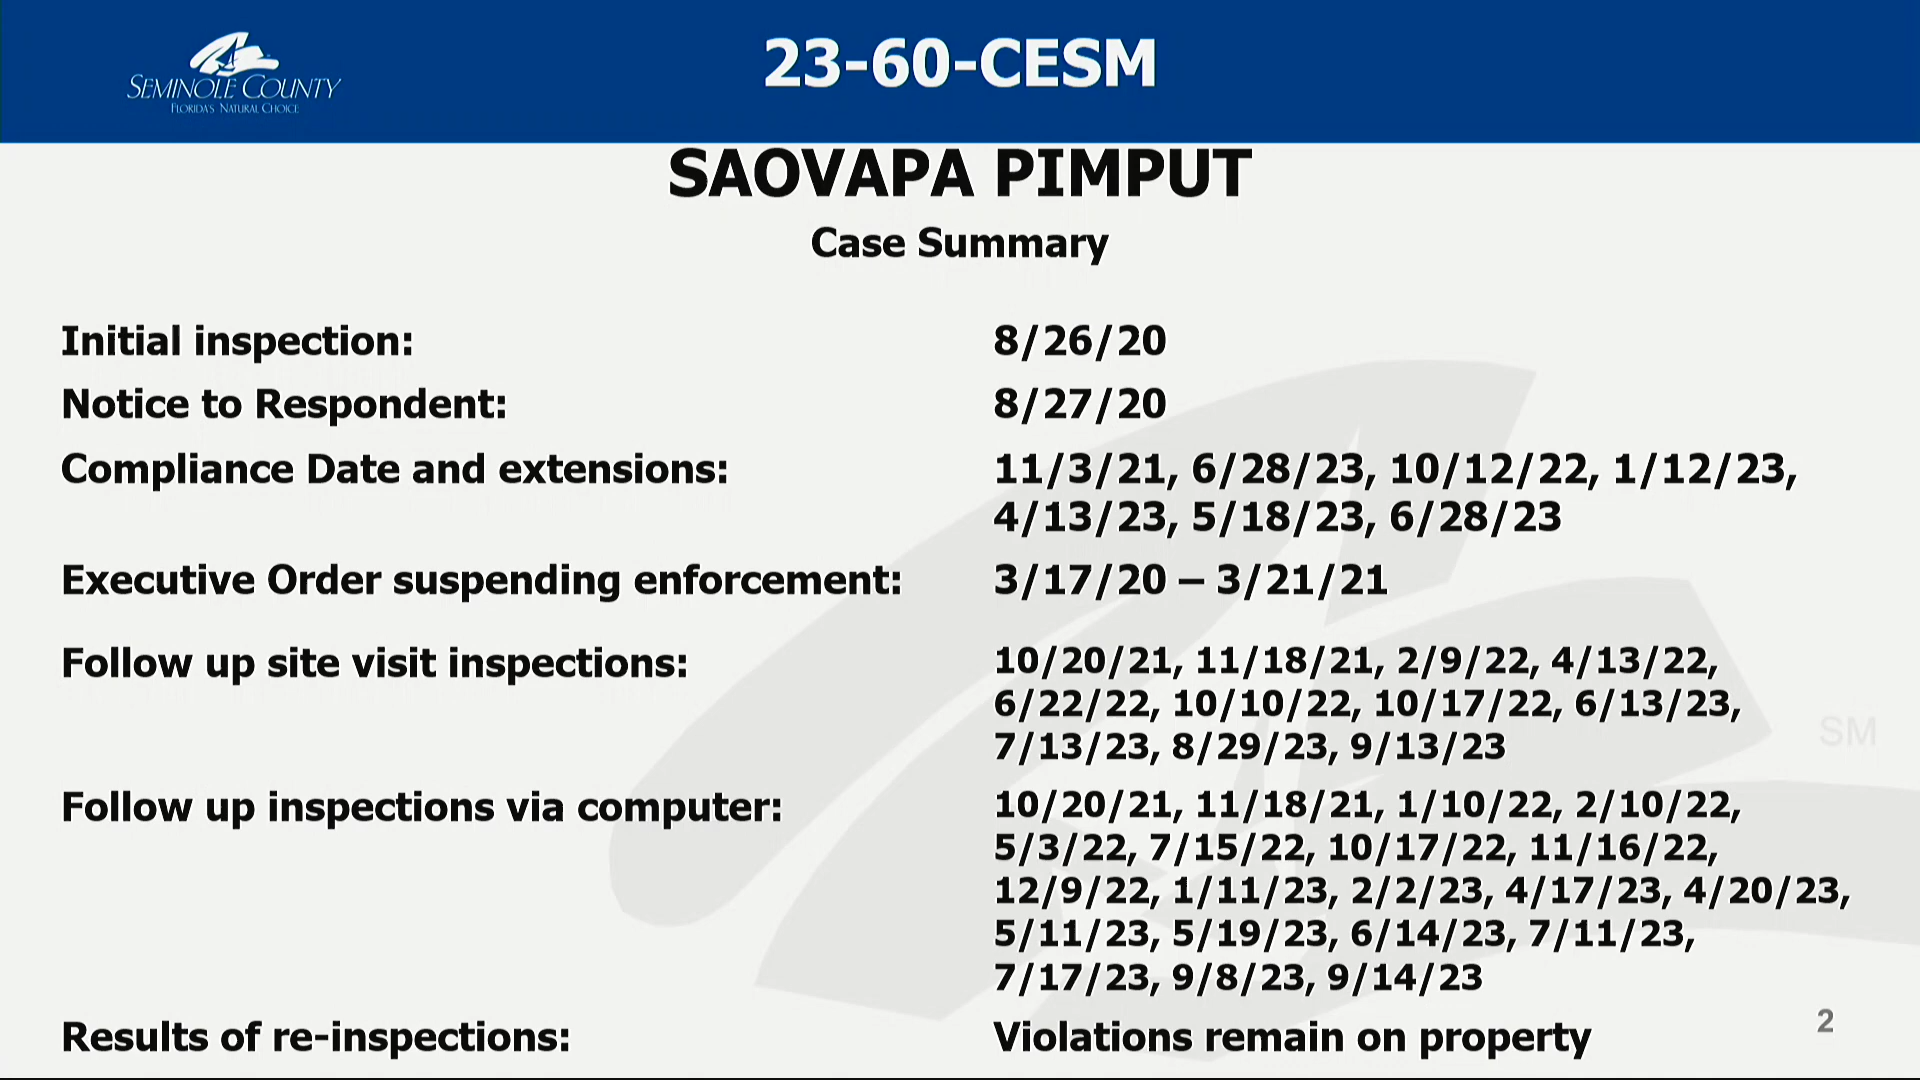 SEMINOLE COUNTY
FLORIDA'S NATURAL CHOICE
23-60-CESM
SAOVAPA PIMPUT
Case Summary
Initial inspection: 8/26/20
Notice to Respondent: 8/27/20
Compliance Date and extensions: 11/3/21, 6/28/23, 10/12/22, 1/12/23,
4/13/23, 5/18/23, 6/28/23
Executive Order suspending enforcement: 3/17/20 – 3/21/21
Follow up site visit inspections: 10/20/21, 11/18/21, 2/9/22, 4/13/22,
6/22/22, 10/10/22, 10/17/22, 6/13/23,
7/13/23, 8/29/23, 9/13/23
SM
Follow up inspections via computer: 10/20/21, 11/18/21, 1/10/22, 2/10/22,
5/3/22, 7/15/22, 10/17/22, 11/16/22,
12/9/22, 1/11/23, 2/2/23, 4/17/23, 4/20/23,
5/11/23, 5/19/23, 6/14/23, 7/11/23,
7/17/23, 9/8/23, 9/14/23
Results of re-inspections: Violations remain on property
2